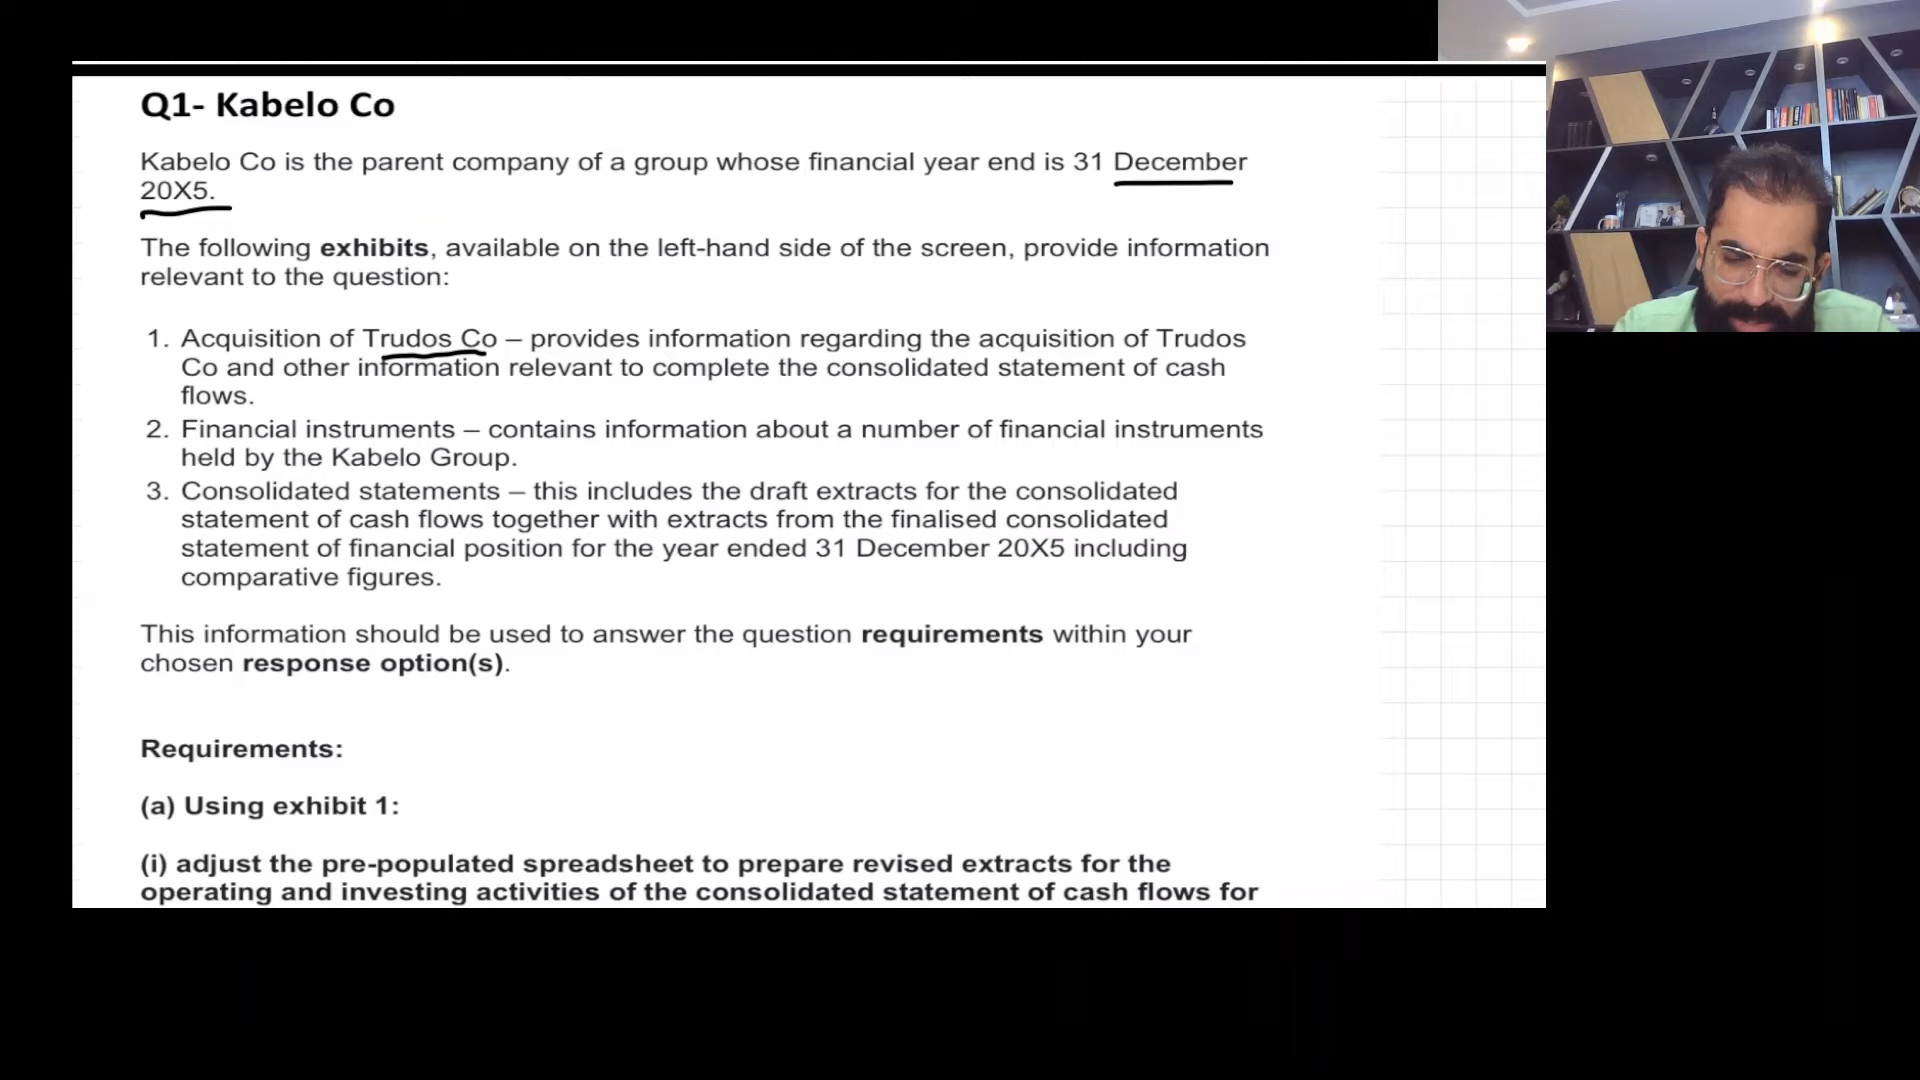 Q1- Kabelo Co
Kabelo Co is the parent company of a group whose financial year end is 31 December
20X5.
The following exhibits, available on the left-hand side of the screen, provide information
relevant to the question:
1. Acquisition of Trudos Co – provides information regarding the acquisition of Trudos
Co and other information relevant to complete the consolidated statement of cash
flows.
2. Financial instruments – contains information about a number of financial instruments
held by the Kabelo Group.
3. Consolidated statements – this includes the draft extracts for the consolidated
statement of cash flows together with extracts from the finalised consolidated
statement of financial position for the year ended 31 December 20X5 including
comparative figures.
This information should be used to answer the question requirements within your
chosen response option(s).
Requirements:
(a) Using exhibit 1:
(i) adjust the pre-populated spreadsheet to prepare revised extracts for the
operating and investing activities of the consolidated statement of cash flows for